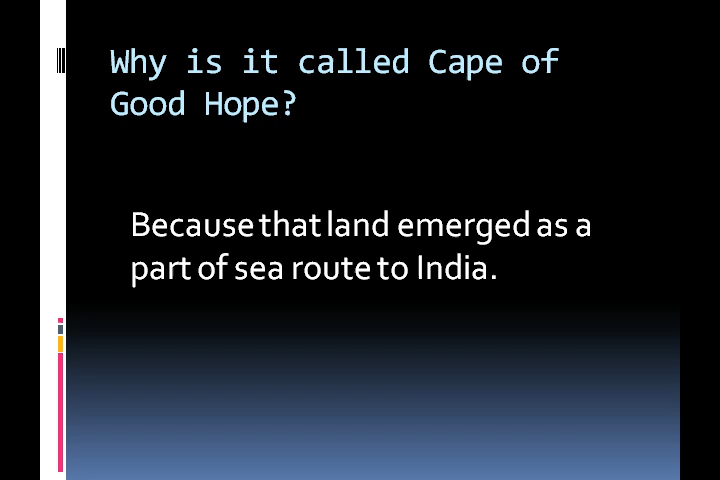 Why is it called Cape of
Good Hope?
Because that land emerged as a
part of sea route to India.